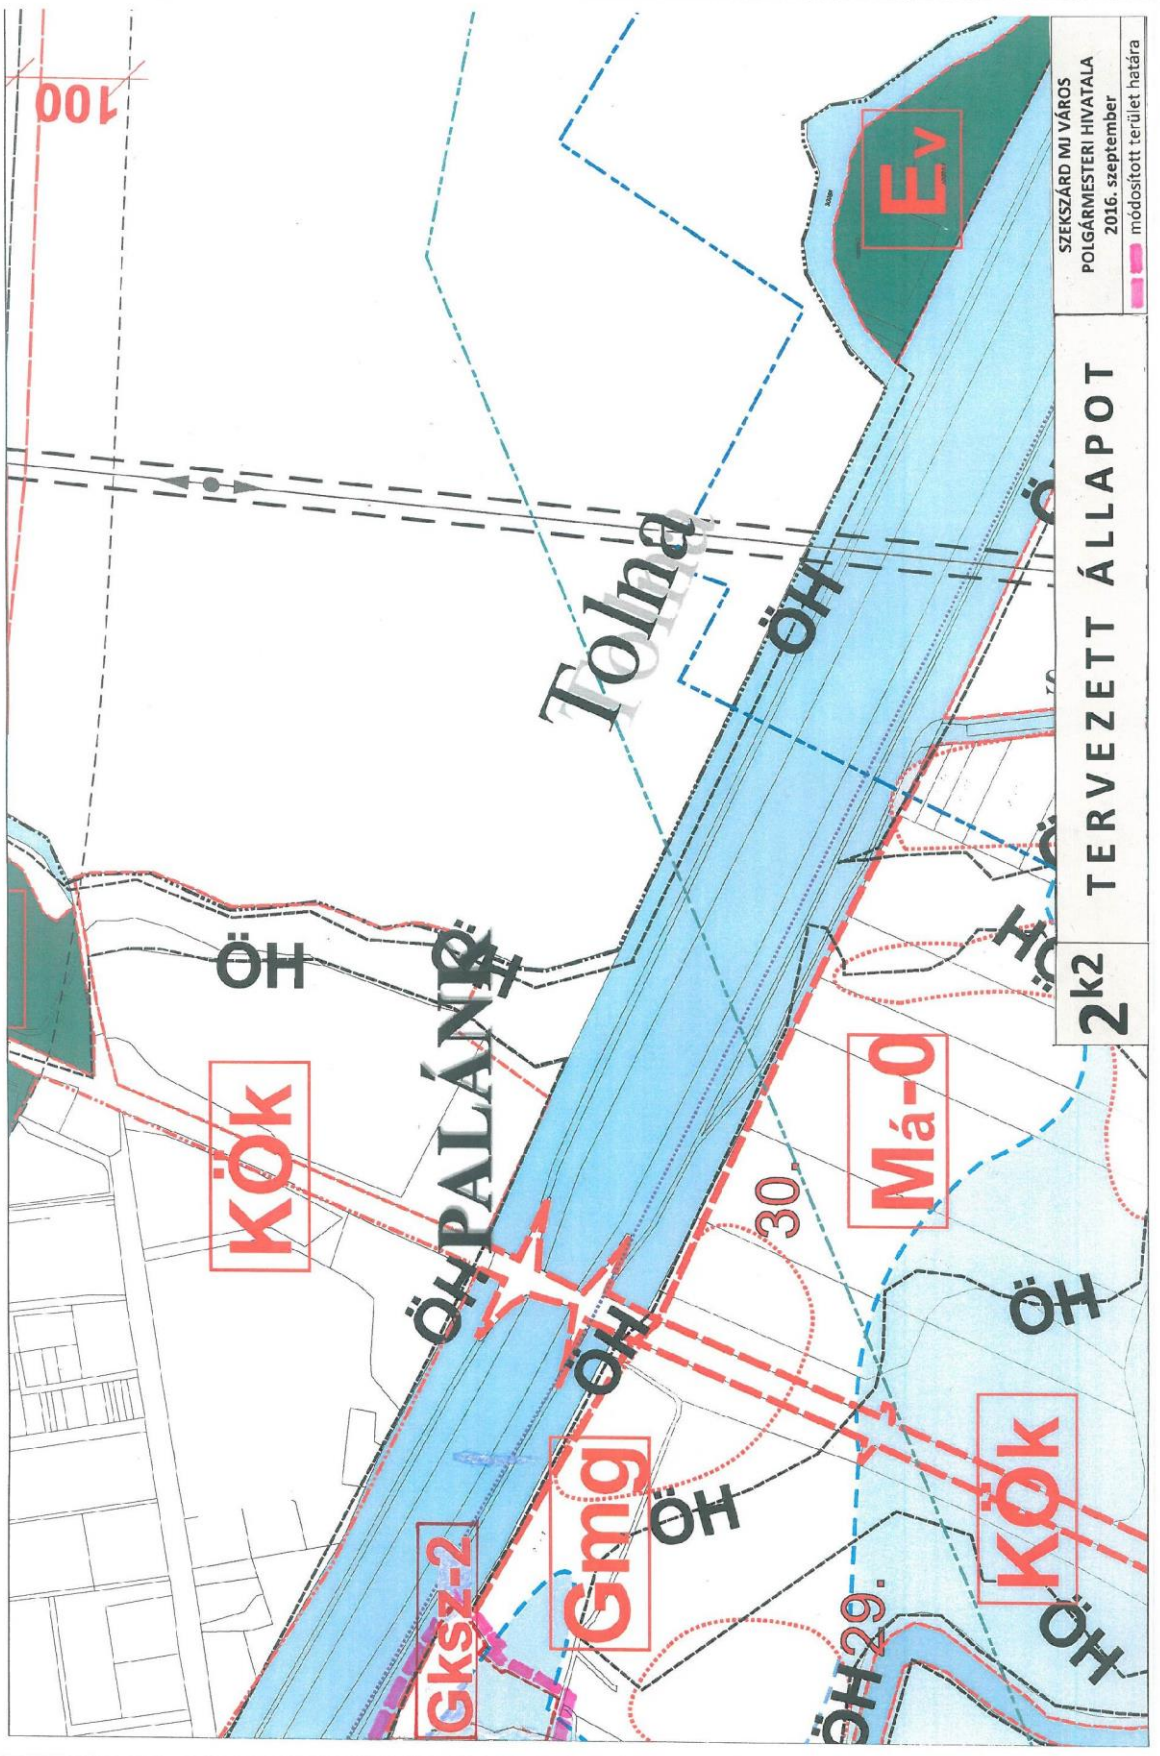 100
Ev
Tolna
ÖH
ÖH
PALÁNK
ÖH
KÖk
ÖH
ÖH
ÖH
30.
Má-0
ÖH
Gksz-2
Gmg
ÖH
KÖk
ÖH
29.
ÖH
2k2
TERVEZETT ÁLLAPOT
SZEKSZÁRD MJ VÁROS
POLGÁRMESTERI HIVATALA
2016. szeptember
módosított terület határa